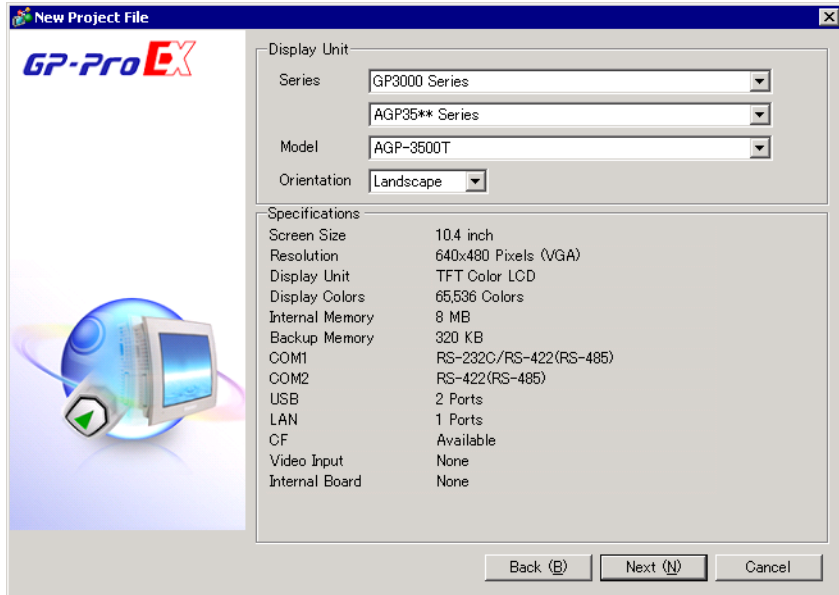 New Project File
GP-Pro EX
Display Unit
Series GP3000 Series
AGP35** Series
Model AGP-3500T
Orientation Landscape
Specifications
Screen Size 10.4 inch
Resolution 640x480 Pixels (VGA)
Display Unit TFT Color LCD
Display Colors 65,536 Colors
Internal Memory 8 MB
Backup Memory 320 KB
COM1 RS-232C/RS-422(RS-485)
COM2 RS-422(RS-485)
USB 2 Ports
LAN 1 Ports
CF Available
Video Input None
Internal Board None
Back (B) Next (N) Cancel